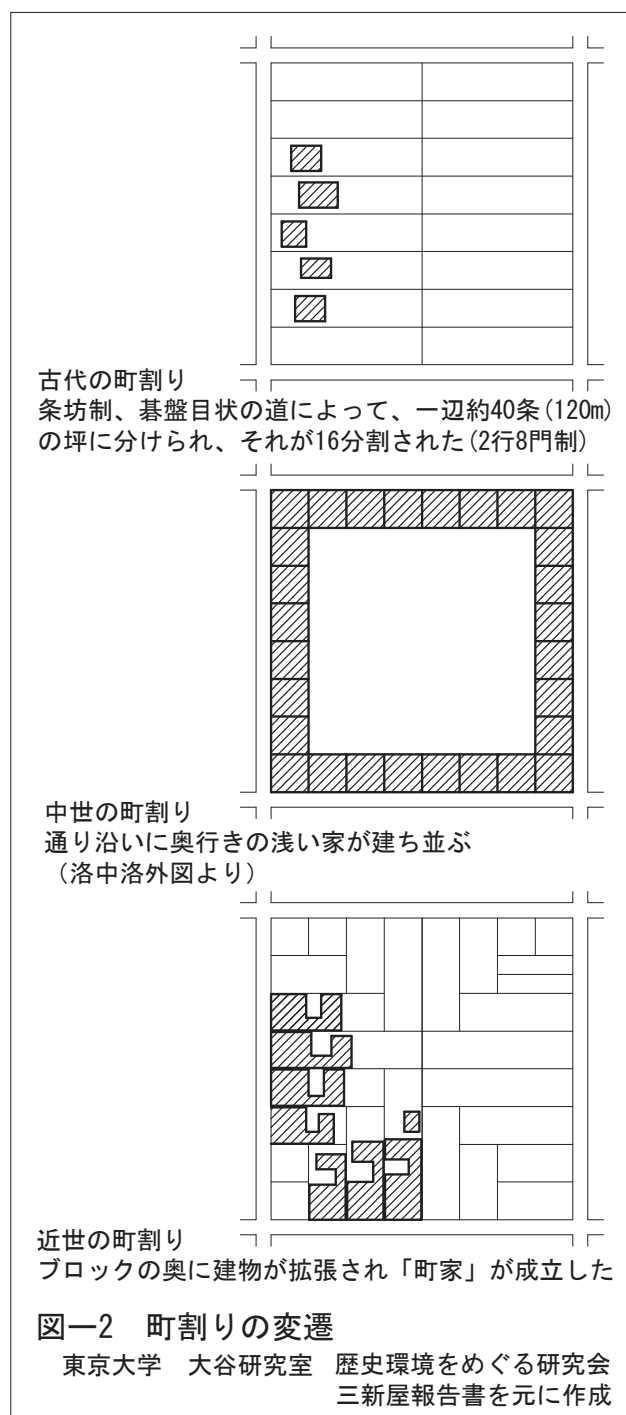 古代の町割り
条坊制、碁盤目状の道によって、一辺約40条(120m)
の坪に分けられ、それが16分割された(2行8門制)
中世の町割り
通り沿いに奥行きの浅い家が建ち並ぶ
(洛中洛外図より)
近世の町割り
ブロックの奥に建物が拡張され「町家」が成立した
図―2　町割りの変遷
東京大学　大谷研究室　歴史環境をめぐる研究会
三新屋報告書を元に作成